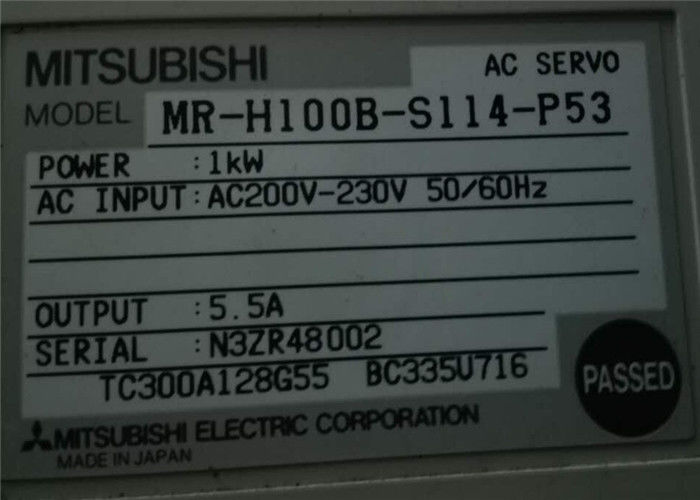 MITSUBISHI
AC SERVO
MODEL MR-H100B-S114-P53
POWER :1kW
AC INPUT:AC200V-230V 50/60Hz
OUTPUT :5.5A
SERIAL :N3ZR48002
TC300A128G55 BC335U716
PASSED
MITSUBISHI ELECTRIC CORPORATION
MADE IN JAPAN